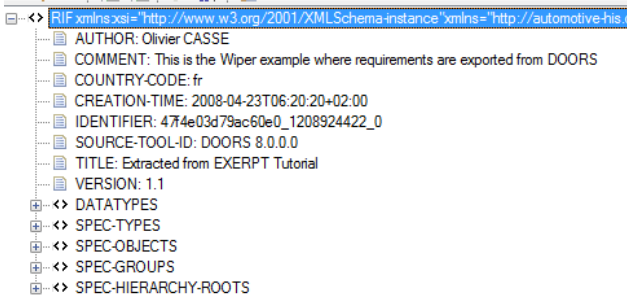 RIF xmlns:xsi="http://www.w3.org/2001/XMLSchema-instance"xmlns="http://automotive-his.
AUTHOR: Olivier CASSE
COMMENT: This is the Wiper example where requirements are exported from DOORS
COUNTRY-CODE: fr
CREATION-TIME: 2008-04-23T06:20:20+02:00
IDENTIFIER: 47f4e03d79ac60e0_1208924422_0
SOURCE-TOOL-ID: DOORS 8.0.0.0
TITLE: Extracted from EXERPT Tutorial
VERSION: 1.1
DATATYPES
SPEC-TYPES
SPEC-OBJECTS
SPEC-GROUPS
SPEC-HIERARCHY-ROOTS